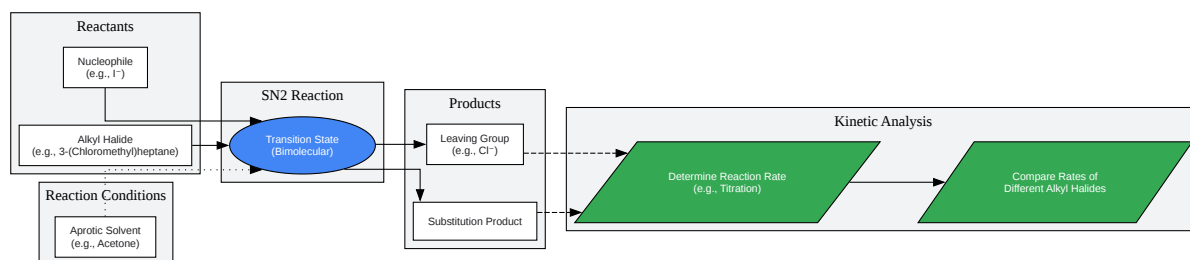 Reactants
Nucleophile
(e.g., I⁻)
Alkyl Halide
(e.g., 3-(Chloromethyl)heptane)
Reaction Conditions
Aprotic Solvent
(e.g., Acetone)
SN2 Reaction
Transition State
(Bimolecular)
Products
Leaving Group
(e.g., Cl⁻)
Substitution Product
Kinetic Analysis
Determine Reaction Rate
(e.g., Titration)
Compare Rates of
Different Alkyl Halides